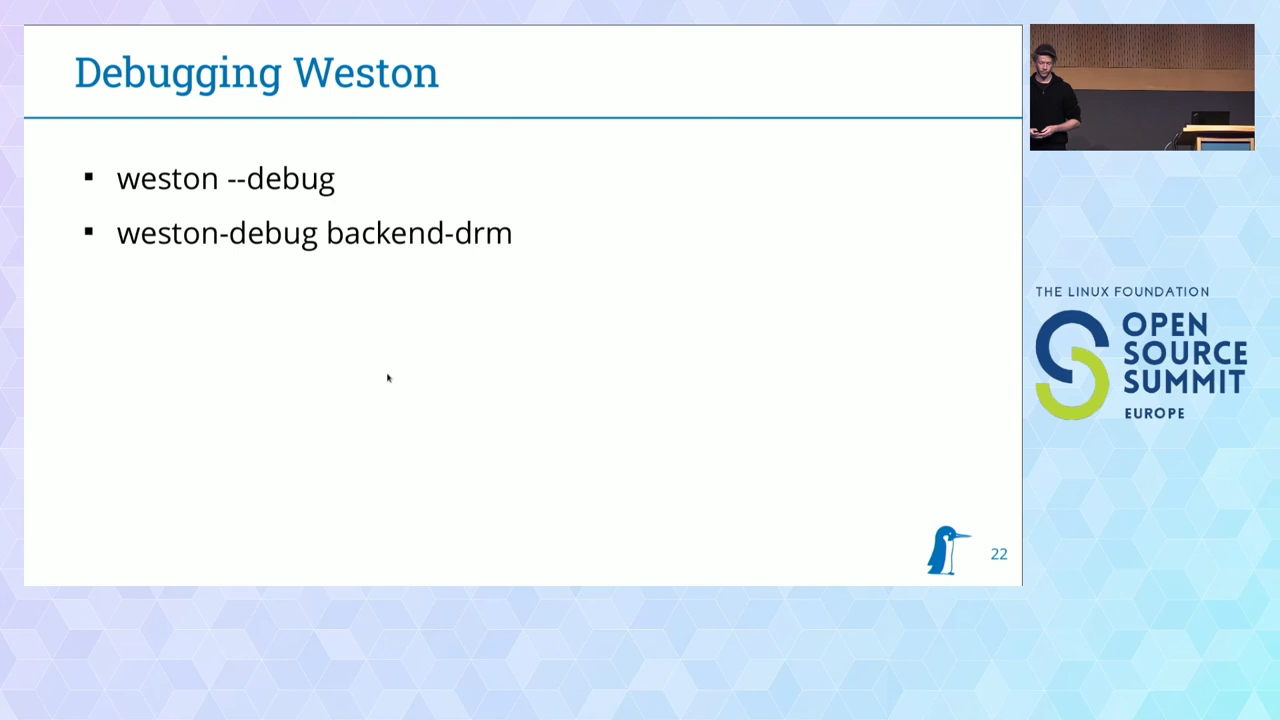 Debugging Weston
weston --debug
weston-debug backend-drm
22
THE LINUX FOUNDATION
OPEN
SOURCE
SUMMIT
EUROPE